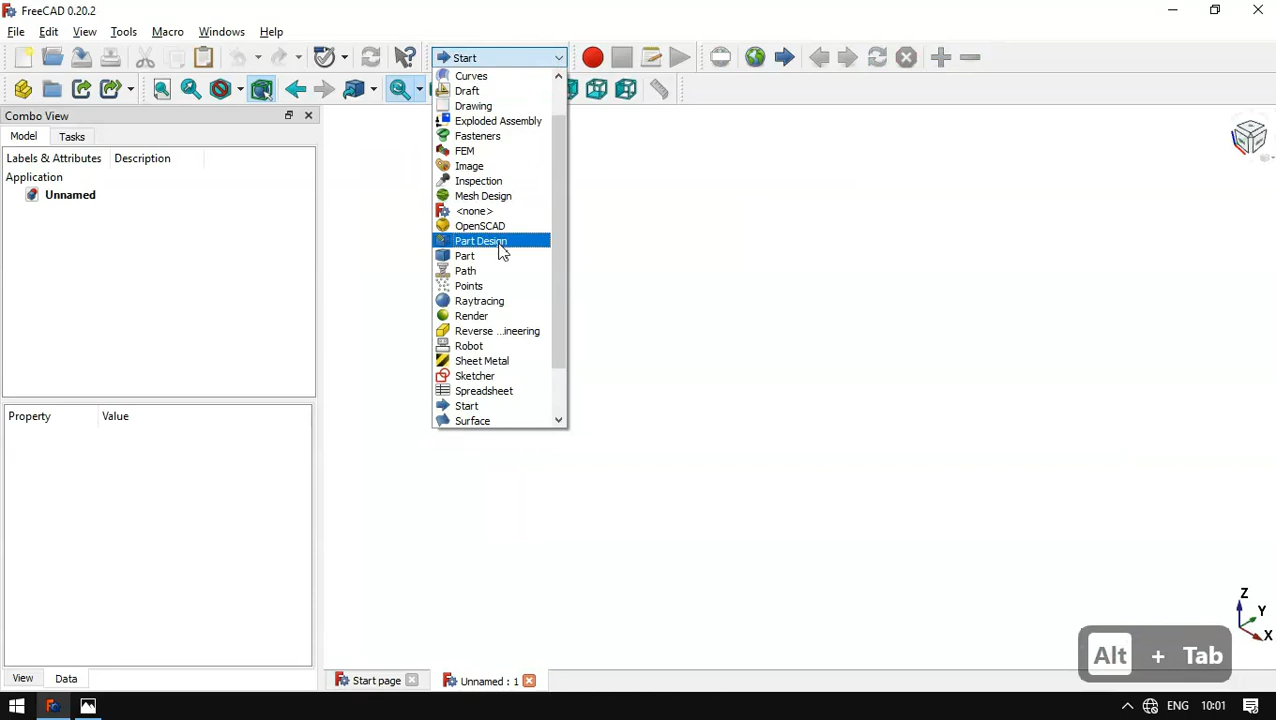 FreeCAD 0.20.2
File Edit View Tools Macro Windows Help
Start
Combo View
Model Tasks
Labels & Attributes Description
Application
Unnamed
Curves
Draft
Drawing
Exploded Assembly
Fasteners
FEM
Image
Inspection
Mesh Design
<none>
OpenSCAD
Part Design
Part
Path
Points
Raytracing
Render
Reverse ...ineering
Robot
Sheet Metal
Sketcher
Spreadsheet
Start
Surface
Property Value
Z
Y
X
Alt + Tab
View Data
Start page Unnamed : 1
ENG 10:01